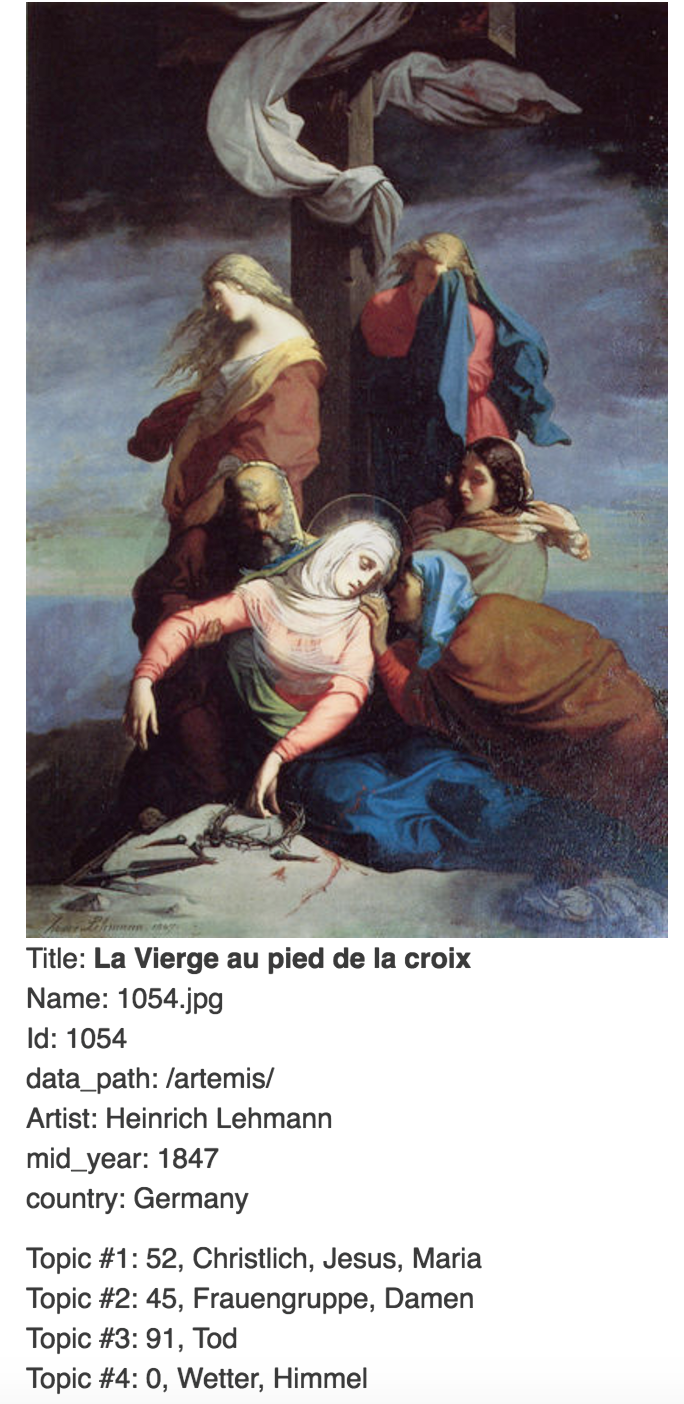 Lehmann 1847
Title: La Vierge au pied de la croix
Name: 1054.jpg
Id: 1054
data_path: /artemis/
Artist: Heinrich Lehmann
mid_year: 1847
country: Germany
Topic #1: 52, Christlich, Jesus, Maria
Topic #2: 45, Frauengruppe, Damen
Topic #3: 91, Tod
Topic #4: 0, Wetter, Himmel